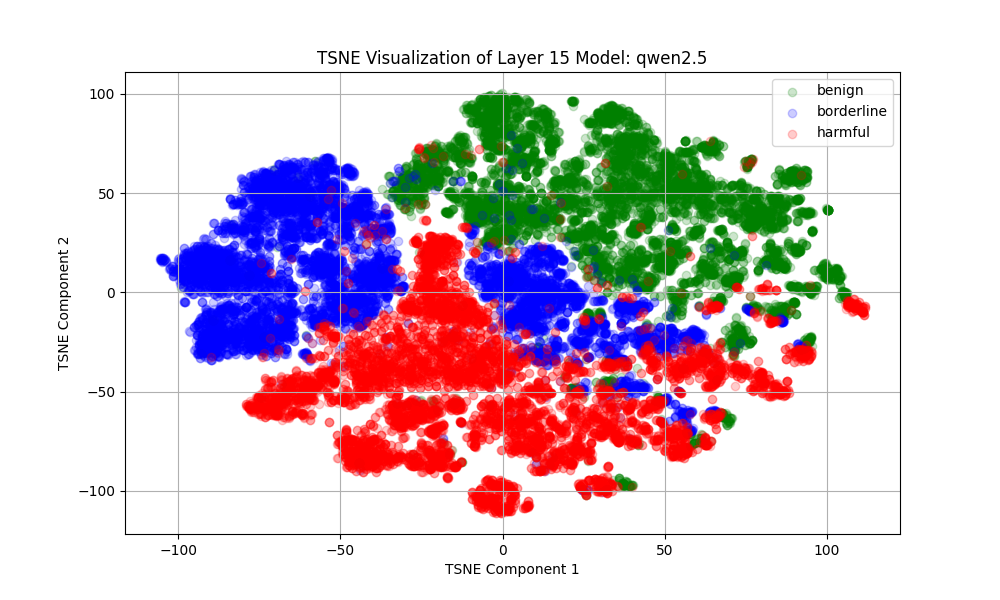 TSNE Visualization of Layer 15 Model: qwen2.5
benign
borderline
harmful
100
50
0
−50
−100
TSNE Component 2
−100
−50
0
50
100
TSNE Component 1